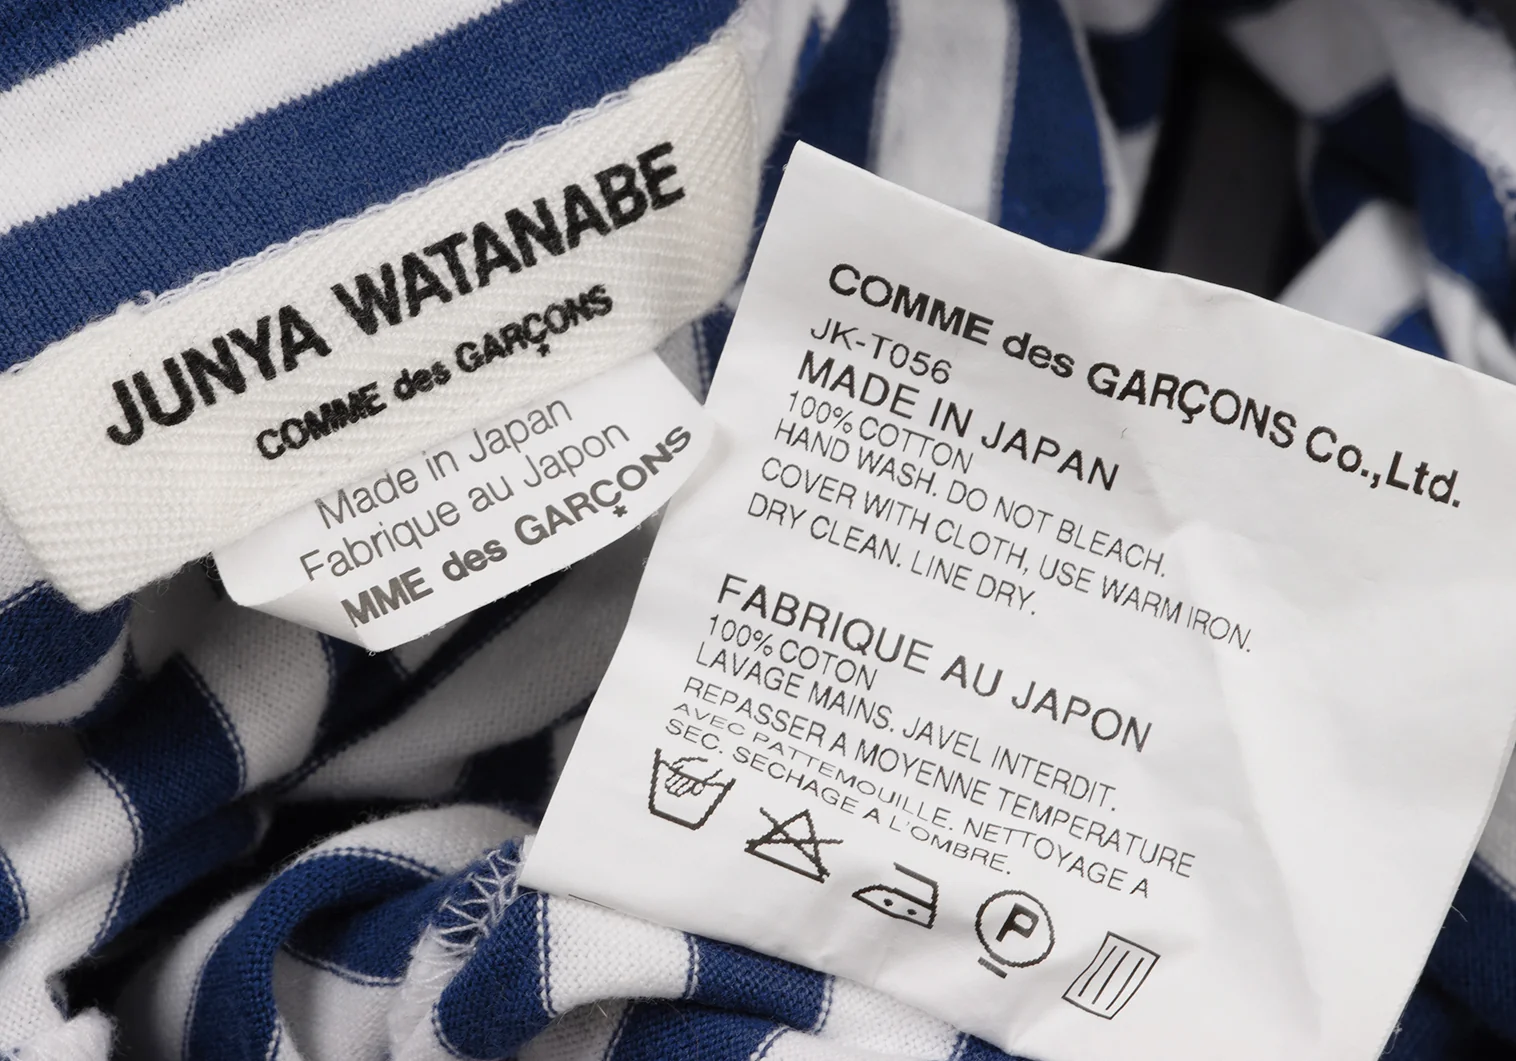 JUNYA WATANABE
COMME des GARÇONS
Made in Japan
Fabrique au Japon
MME des GARÇONS
COMME des GARÇONS Co.,Ltd.
JK-T056
MADE IN JAPAN
100% COTTON
HAND WASH. DO NOT BLEACH.
COVER WITH CLOTH, USE WARM IRON.
DRY CLEAN. LINE DRY.
FABRIQUE AU JAPON
100% COTON
LAVAGE MAINS. JAVEL INTERDIT.
REPASSER A MOYENNE TEMPERATURE
AVEC PATTEMOUILLE. NETTOYAGE A
SEC. SECHAGE A L'OMBRE.
P